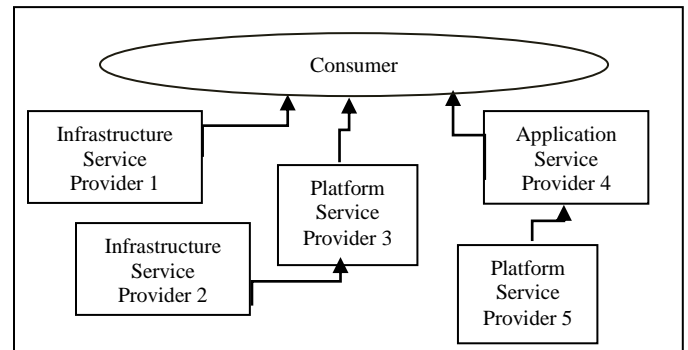 Consumer
Infrastructure
Service
Provider 1
Application
Service
Provider 4
Platform
Service
Provider 3
Infrastructure
Service
Provider 2
Platform
Service
Provider 5